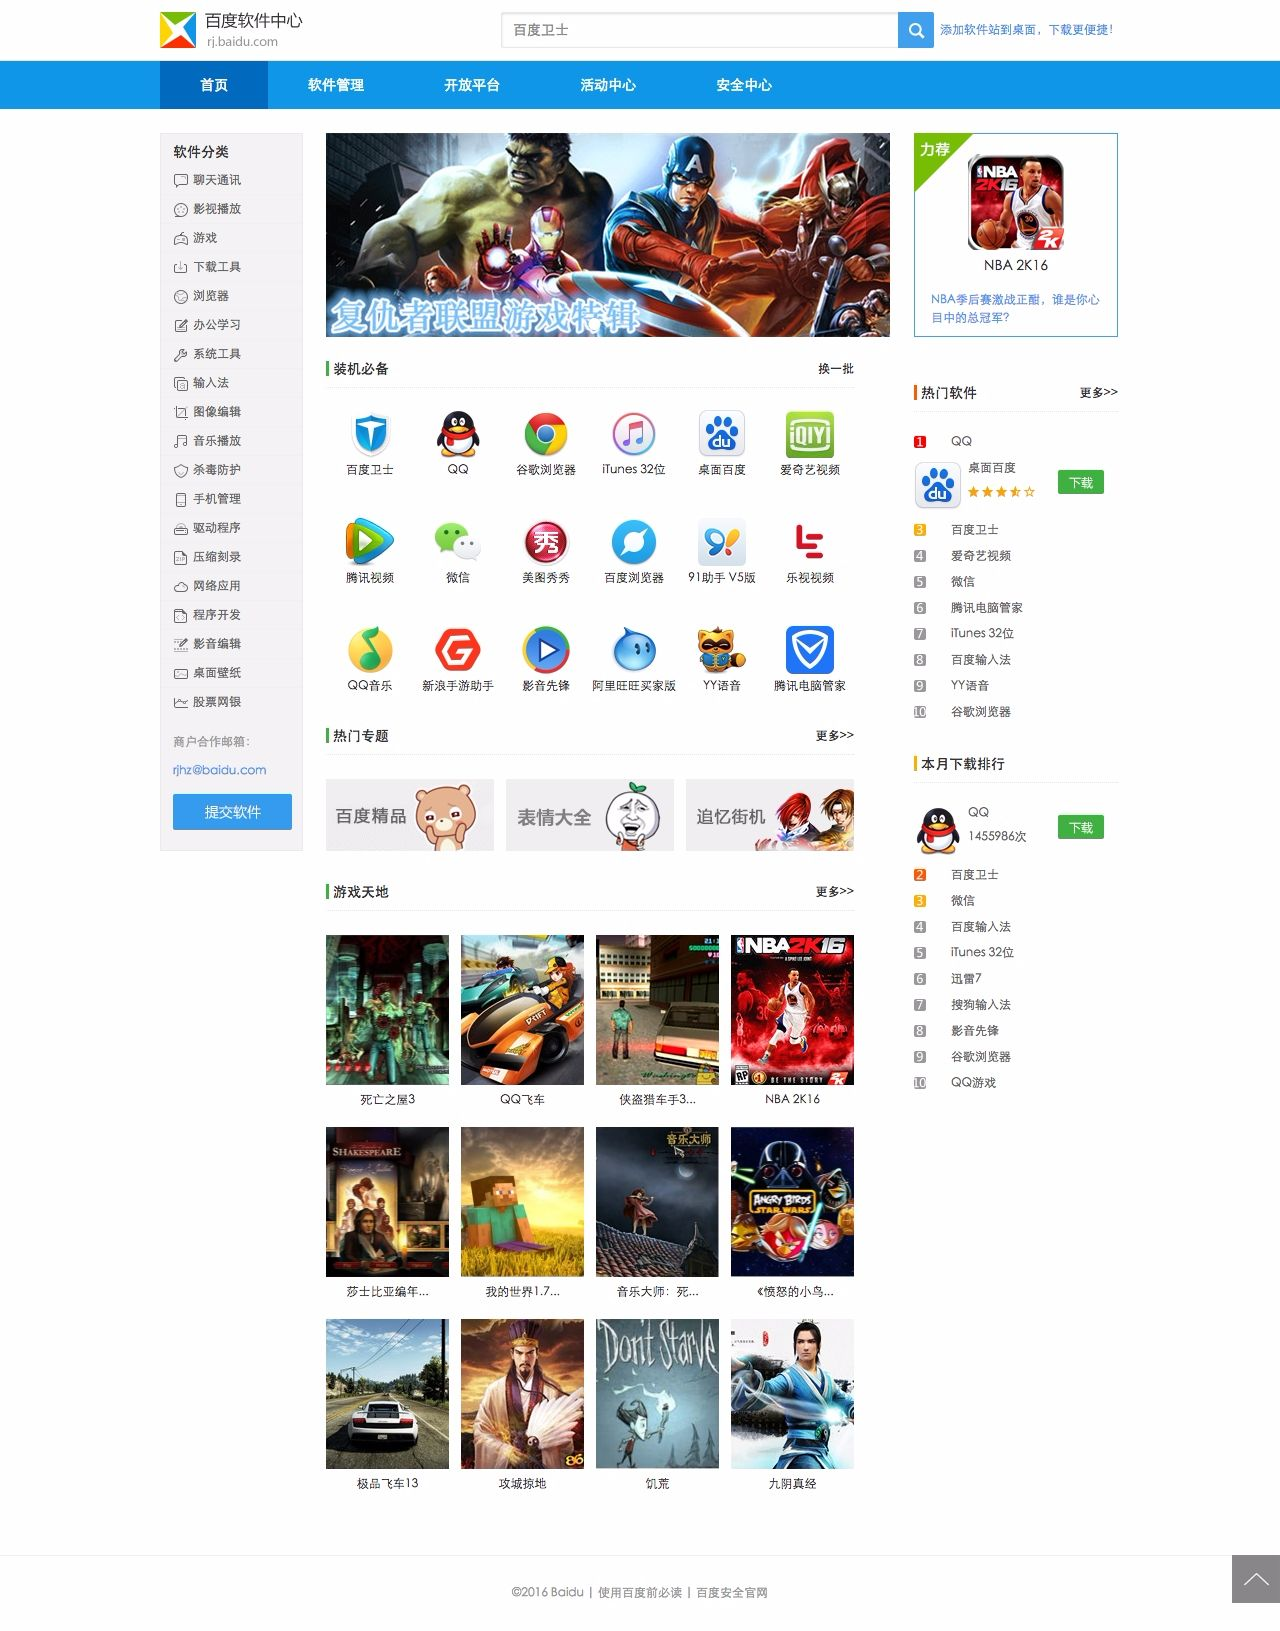 百度软件中心
rj.baidu.com
百度卫士
添加软件站到桌面，下载更便捷！
首页 软件管理 开放平台 活动中心 安全中心
软件分类
聊天通讯
影视播放
游戏
下载工具
浏览器
办公学习
系统工具
输入法
图像编辑
音乐播放
杀毒防护
手机管理
驱动程序
压缩刻录
网络应用
程序开发
影音编辑
桌面壁纸
股票网银
商户合作邮箱：
rjhz@baidu.com
提交软件
复仇者联盟游戏特辑
装机必备 换一批
百度卫士 QQ 谷歌浏览器 iTunes 32位 桌面百度 爱奇艺视频
腾讯视频 微信 美图秀秀 百度浏览器 91助手 V5版 乐视视频
QQ音乐 新浪手游助手 影音先锋 阿里旺旺买家版 YY语音 腾讯电脑管家
热门专题 更多>>
百度精品 表情大全 追忆街机
游戏天地 更多>>
死亡之屋3 QQ飞车 侠盗猎车手3... NBA 2K16
莎士比亚编年... 我的世界1.7... 音乐大师：死... 《愤怒的小鸟...
极品飞车13 攻城掠地 饥荒 九阴真经
力荐
NBA 2K16
NBA季后赛激战正酣，谁是你心
目中的总冠军？
热门软件 更多>>
1 QQ
桌面百度 下载
3 百度卫士
4 爱奇艺视频
5 微信
6 腾讯电脑管家
7 iTunes 32位
8 百度输入法
9 YY语音
10 谷歌浏览器
本月下载排行
QQ
1455986次 下载
2 百度卫士
3 微信
4 百度输入法
5 iTunes 32位
6 迅雷7
7 搜狗输入法
8 影音先锋
9 谷歌浏览器
10 QQ游戏
©2016 Baidu | 使用百度前必读 | 百度安全官网